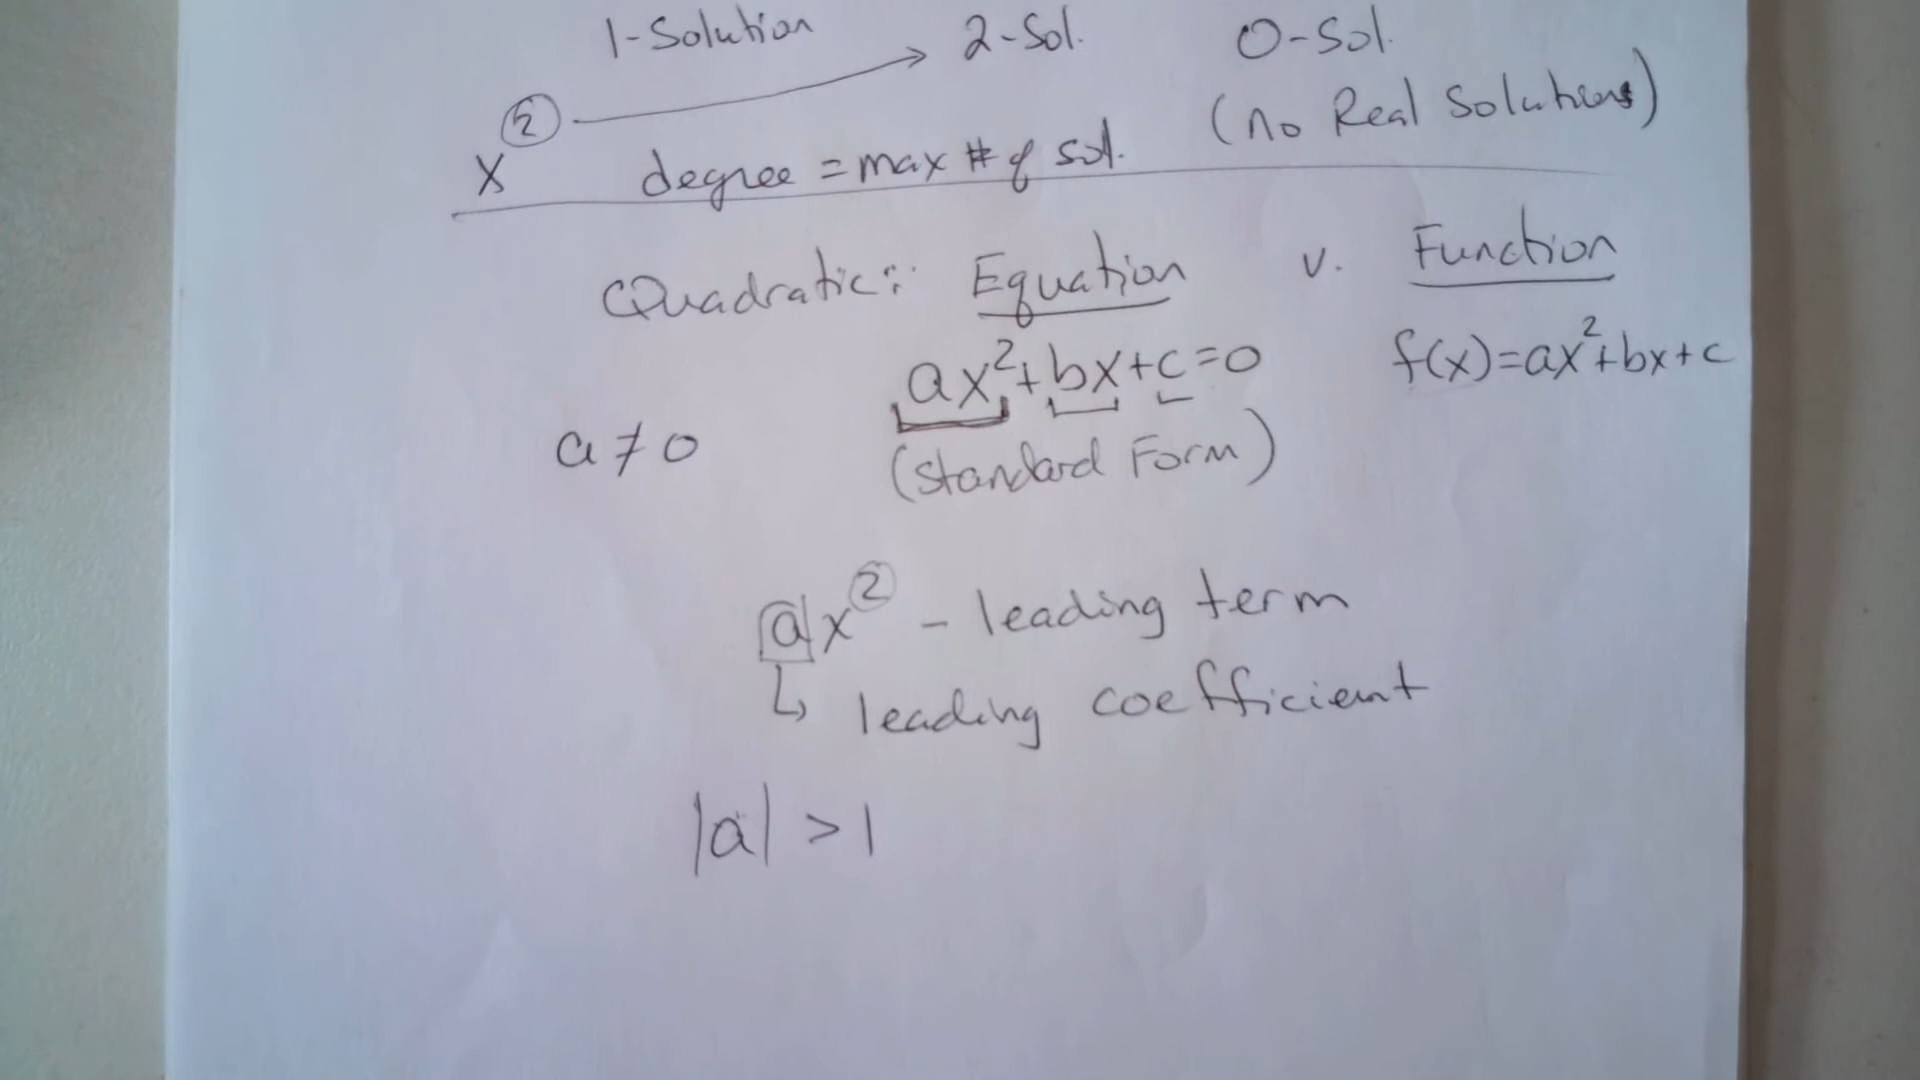 1-Solution 2-Sol. 0-Sol.
x² degree = max # of sol. (no Real Solutions)
Quadratic: Equation v. Function
ax²+bx+c=0 f(x)=ax²+bx+c
a≠0 (Standard Form)
ax² - leading term
↳ leading coefficient
|a| > 1